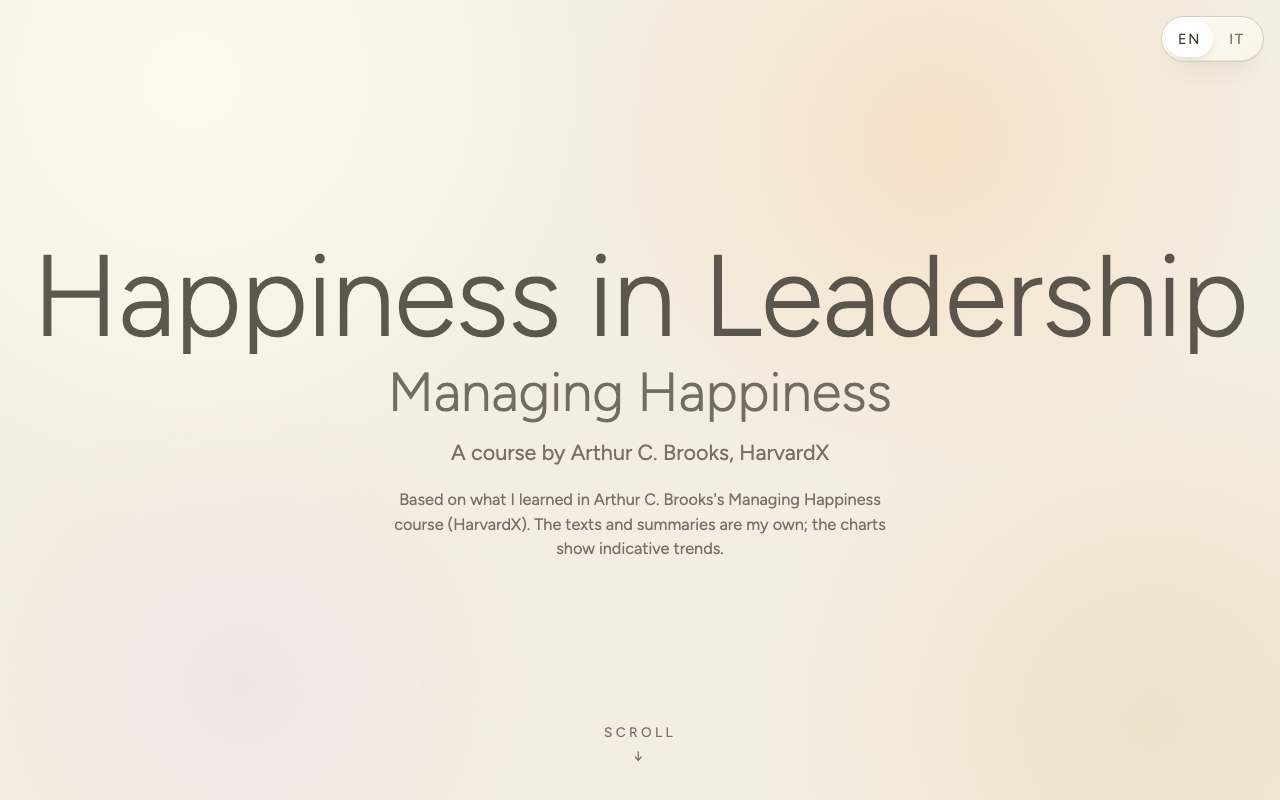 EN IT
Happiness in Leadership
Managing Happiness
A course by Arthur C. Brooks, HarvardX
Based on what I learned in Arthur C. Brooks's Managing Happiness
course (HarvardX). The texts and summaries are my own; the charts
show indicative trends.
SCROLL
↓